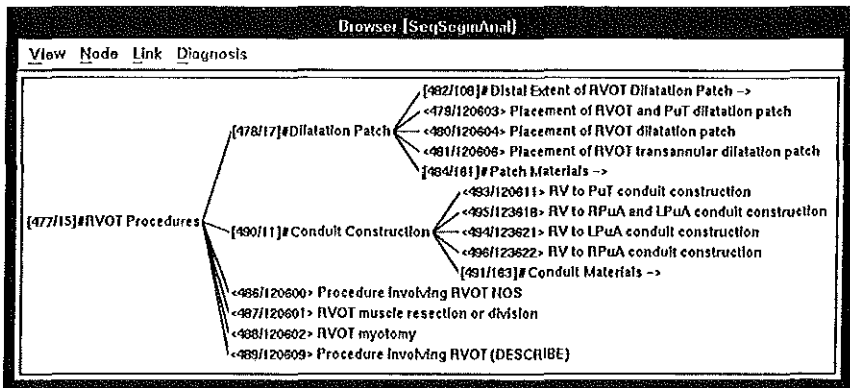 Browser [SeqSegmAnal]
View Node Link Diagnosis
[482/108]#Distal Extent of RVOT Dilatation Patch ->
<479/120603> Placement of RVOT and PuT dilatation patch
[478/17]#Dilatation Patch
<480/120604> Placement of RVOT dilatation patch
<481/120606> Placement of RVOT transannular dilatation patch
[484/161]#Patch Materials ->
<493/120611> RV to PuT conduit construction
<495/123618> RV to RPuA and LPuA conduit construction
[477/15]#RVOT Procedures
[490/11]#Conduit Construction
<494/123621> RV to LPuA conduit construction
<496/123622> RV to RPuA conduit construction
[491/163]#Conduit Materials ->
<486/120600> Procedure Involving RVOT NOS
<487/120601> RVOT muscle resection or division
<488/120602> RVOT myotomy
<489/120609> Procedure Involving RVOT (DESCRIBE)